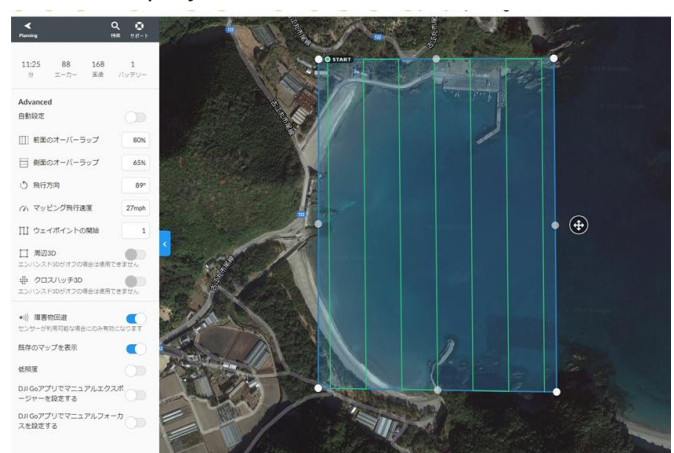 Planning
検索
サポート
11:25
88
168
1
分
エーカー
画像
バッテリー
Advanced
自動設定
前面のオーバーラップ
80%
側面のオーバーラップ
65%
飛行方向
89°
マッピング飛行速度
27mph
ウェイポイントの開始
1
周辺3D
エンハンスド3Dがオフの場合は使用できません
クロスハッチ3D
エンハンスド3Dがオフの場合は使用できません
障害物回避
センサーが利用可能な場合にのみ有効になります
既存のマップを表示
低照度
DJI Goアプリでマニュアルエクスポ
ージャーを設定する
DJI Goアプリでマニュアルフォーカ
スを設定する
START